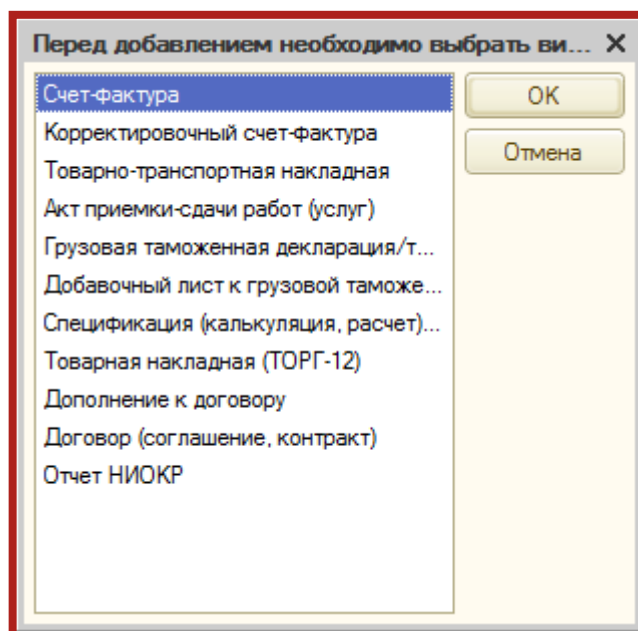 Перед добавлением необходимо выбрать ви...
Счет-фактура
ОК
Корректировочный счет-фактура
Отмена
Товарно-транспортная накладная
Акт приемки-сдачи работ (услуг)
Грузовая таможенная декларация/т...
Добавочный лист к грузовой таможе...
Спецификация (калькуляция, расчет)...
Товарная накладная (ТОРГ-12)
Дополнение к договору
Договор (соглашение, контракт)
Отчет НИОКР